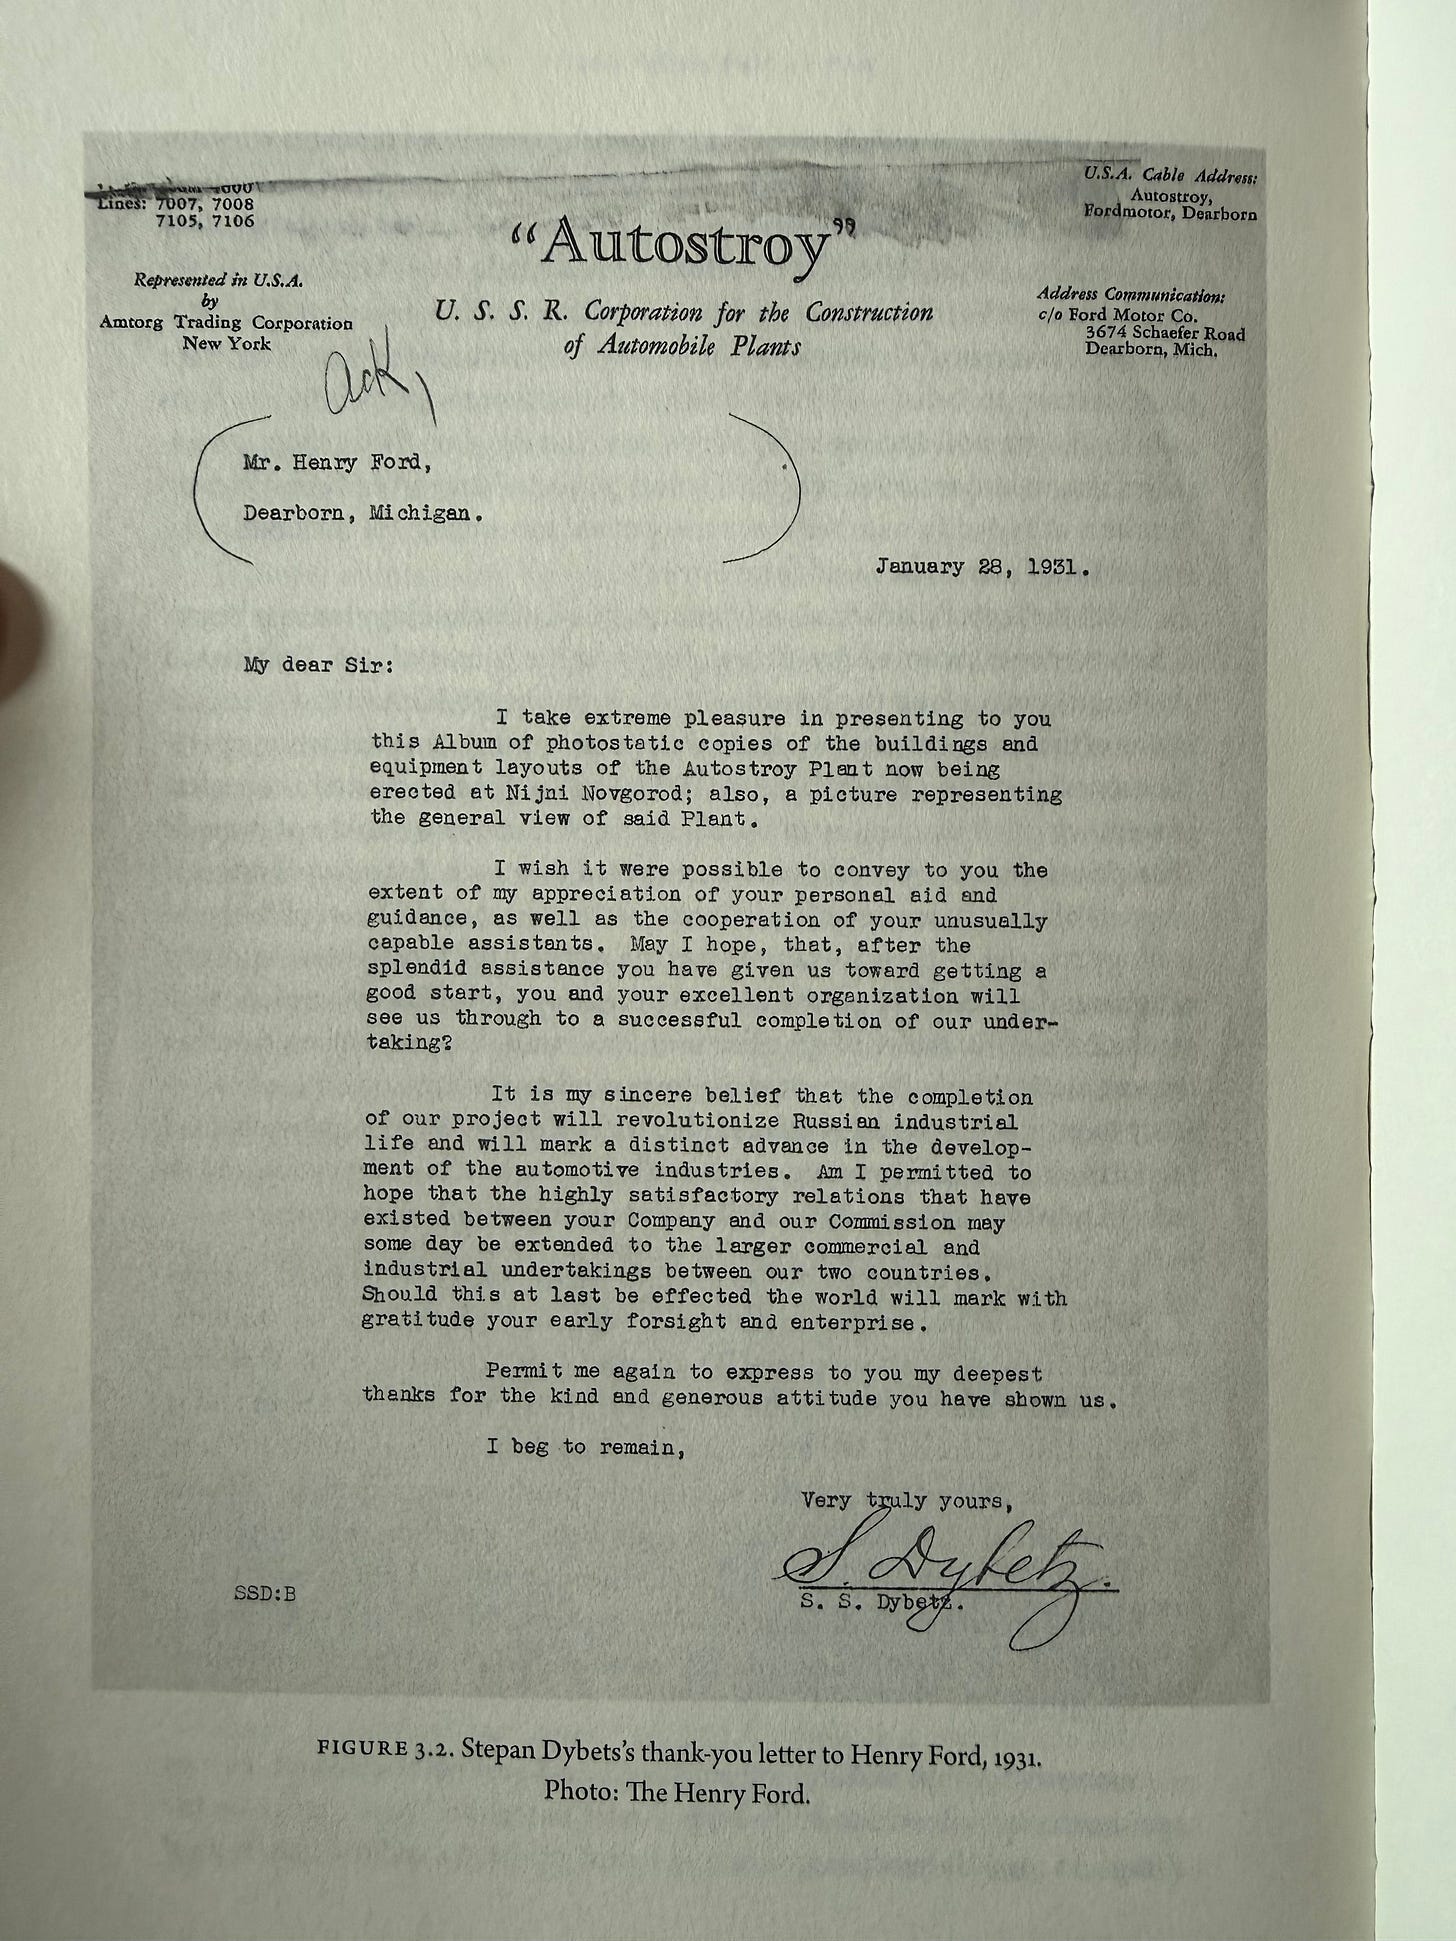 Lines: 7007, 7008
7105, 7106
U.S.A. Cable Address:
Autostroy,
Fordmotor, Dearborn
"Autostroy"
U. S. S. R. Corporation for the Construction
of Automobile Plants
Represented in U.S.A.
by
Amtorg Trading Corporation
New York
Address Communication:
c/o Ford Motor Co.
3674 Schaefer Road
Dearborn, Mich.
Ack,
Mr. Henry Ford,
Dearborn, Michigan.
January 28, 1931.
My dear Sir:
I take extreme pleasure in presenting to you
this Album of photostatic copies of the buildings and
equipment layouts of the Autostroy Plant now being
erected at Nijni Novgorod; also, a picture representing
the general view of said Plant.
I wish it were possible to convey to you the
extent of my appreciation of your personal aid and
guidance, as well as the cooperation of your unusually
capable assistants. May I hope, that, after the
splendid assistance you have given us toward getting a
good start, you and your excellent organization will
see us through to a successful completion of our under-
taking?
It is my sincere belief that the completion
of our project will revolutionize Russian industrial
life and will mark a distinct advance in the develop-
ment of the automotive industries. Am I permitted to
hope that the highly satisfactory relations that have
existed between your Company and our Commission may
some day be extended to the larger commercial and
industrial undertakings between our two countries.
Should this at last be effected the world will mark with
gratitude your early forsight and enterprise.
Permit me again to express to you my deepest
thanks for the kind and generous attitude you have shown us.
I beg to remain,
Very truly yours,
S. Dybetz.
S. S. Dybetz.
SSD:B
FIGURE 3.2. Stepan Dybets's thank-you letter to Henry Ford, 1931.
Photo: The Henry Ford.